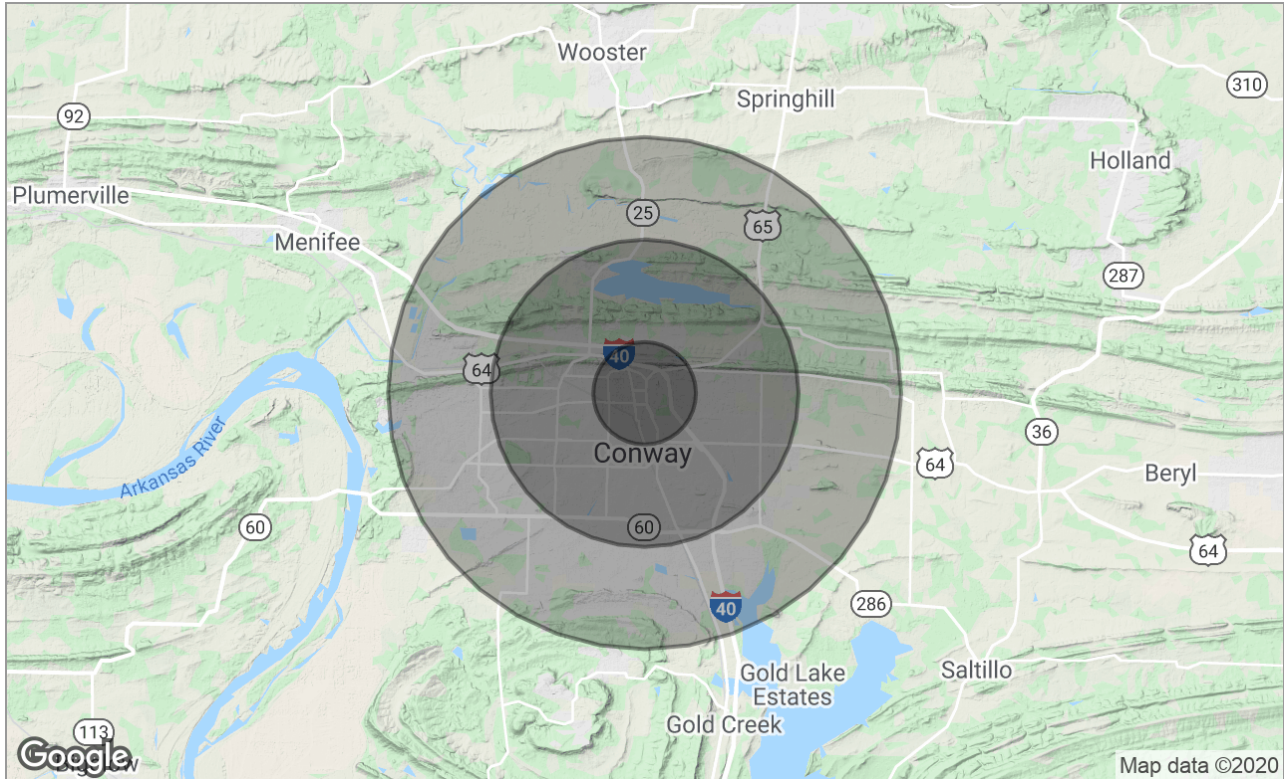 Wooster
Springhill
310
92
Holland
Plumerville
25
65
Menifee
287
40
64
36
Conway
64
Beryl
Arkansas River
60
60
64
40
286
Gold Lake
Estates
Saltillo
Gold Creek
113
Google
Map data ©2020